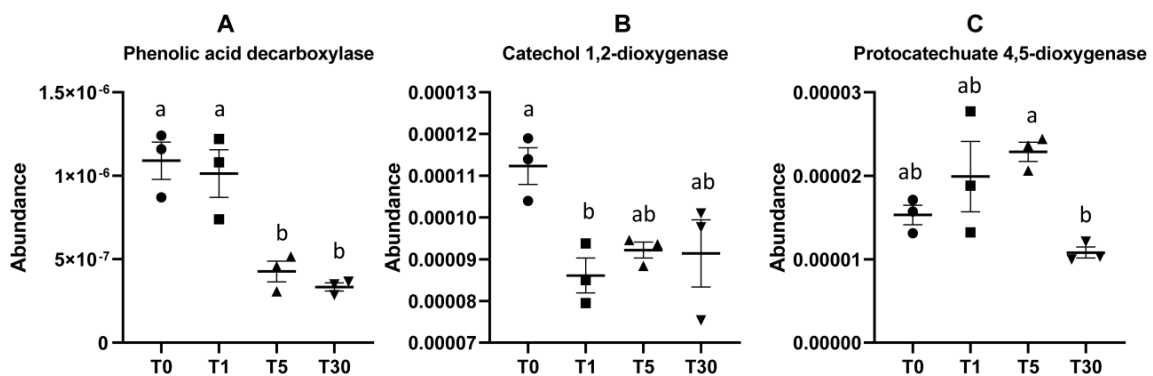 A
Phenolic acid decarboxylase
Abundance
1.5×10⁻⁶
1×10⁻⁶
5×10⁻⁷
0
a
a
b
b
T0
T1
T5
T30
B
Catechol 1,2-dioxygenase
Abundance
0.00013
0.00012
0.00011
0.00010
0.00009
0.00008
0.00007
a
b
ab
ab
T0
T1
T5
T30
C
Protocatechuate 4,5-dioxygenase
Abundance
0.00003
0.00002
0.00001
0.00000
ab
ab
a
b
T0
T1
T5
T30